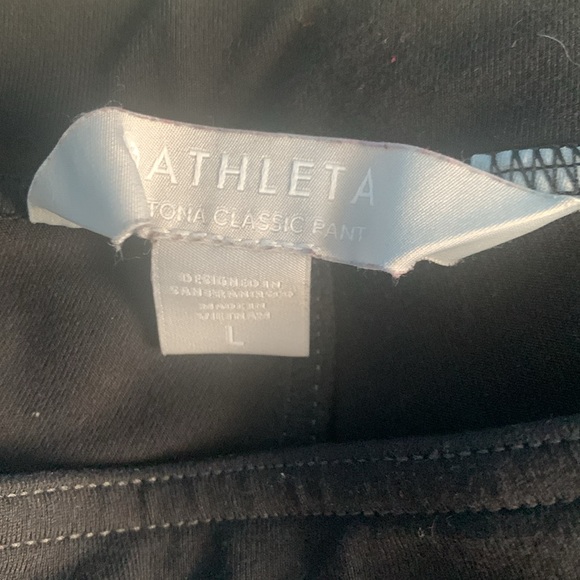 ATHLETA
TONA CLASSIC PANT
DESIGNED IN
SAN FRANCISCO
MADE IN
VIETNAM
L